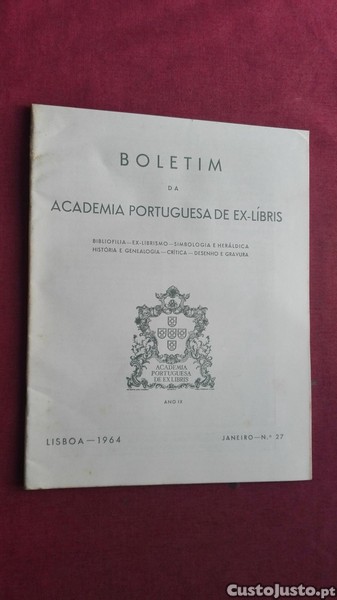 BOLETIM
DA
ACADEMIA PORTUGUESA DE EX-LÍBRIS
BIBLIOFILIA — EX-LIBRISMO — SIMBOLOGIA E HERÁLDICA
HISTÓRIA E GENEALOGIA — CRÍTICA — DESENHO E GRAVURA
ACADEMIA
PORTUGUESA
DE EX LIBRIS
ANO IX
LISBOA — 1964
JANEIRO — N.º 27
CustoJusto.pt